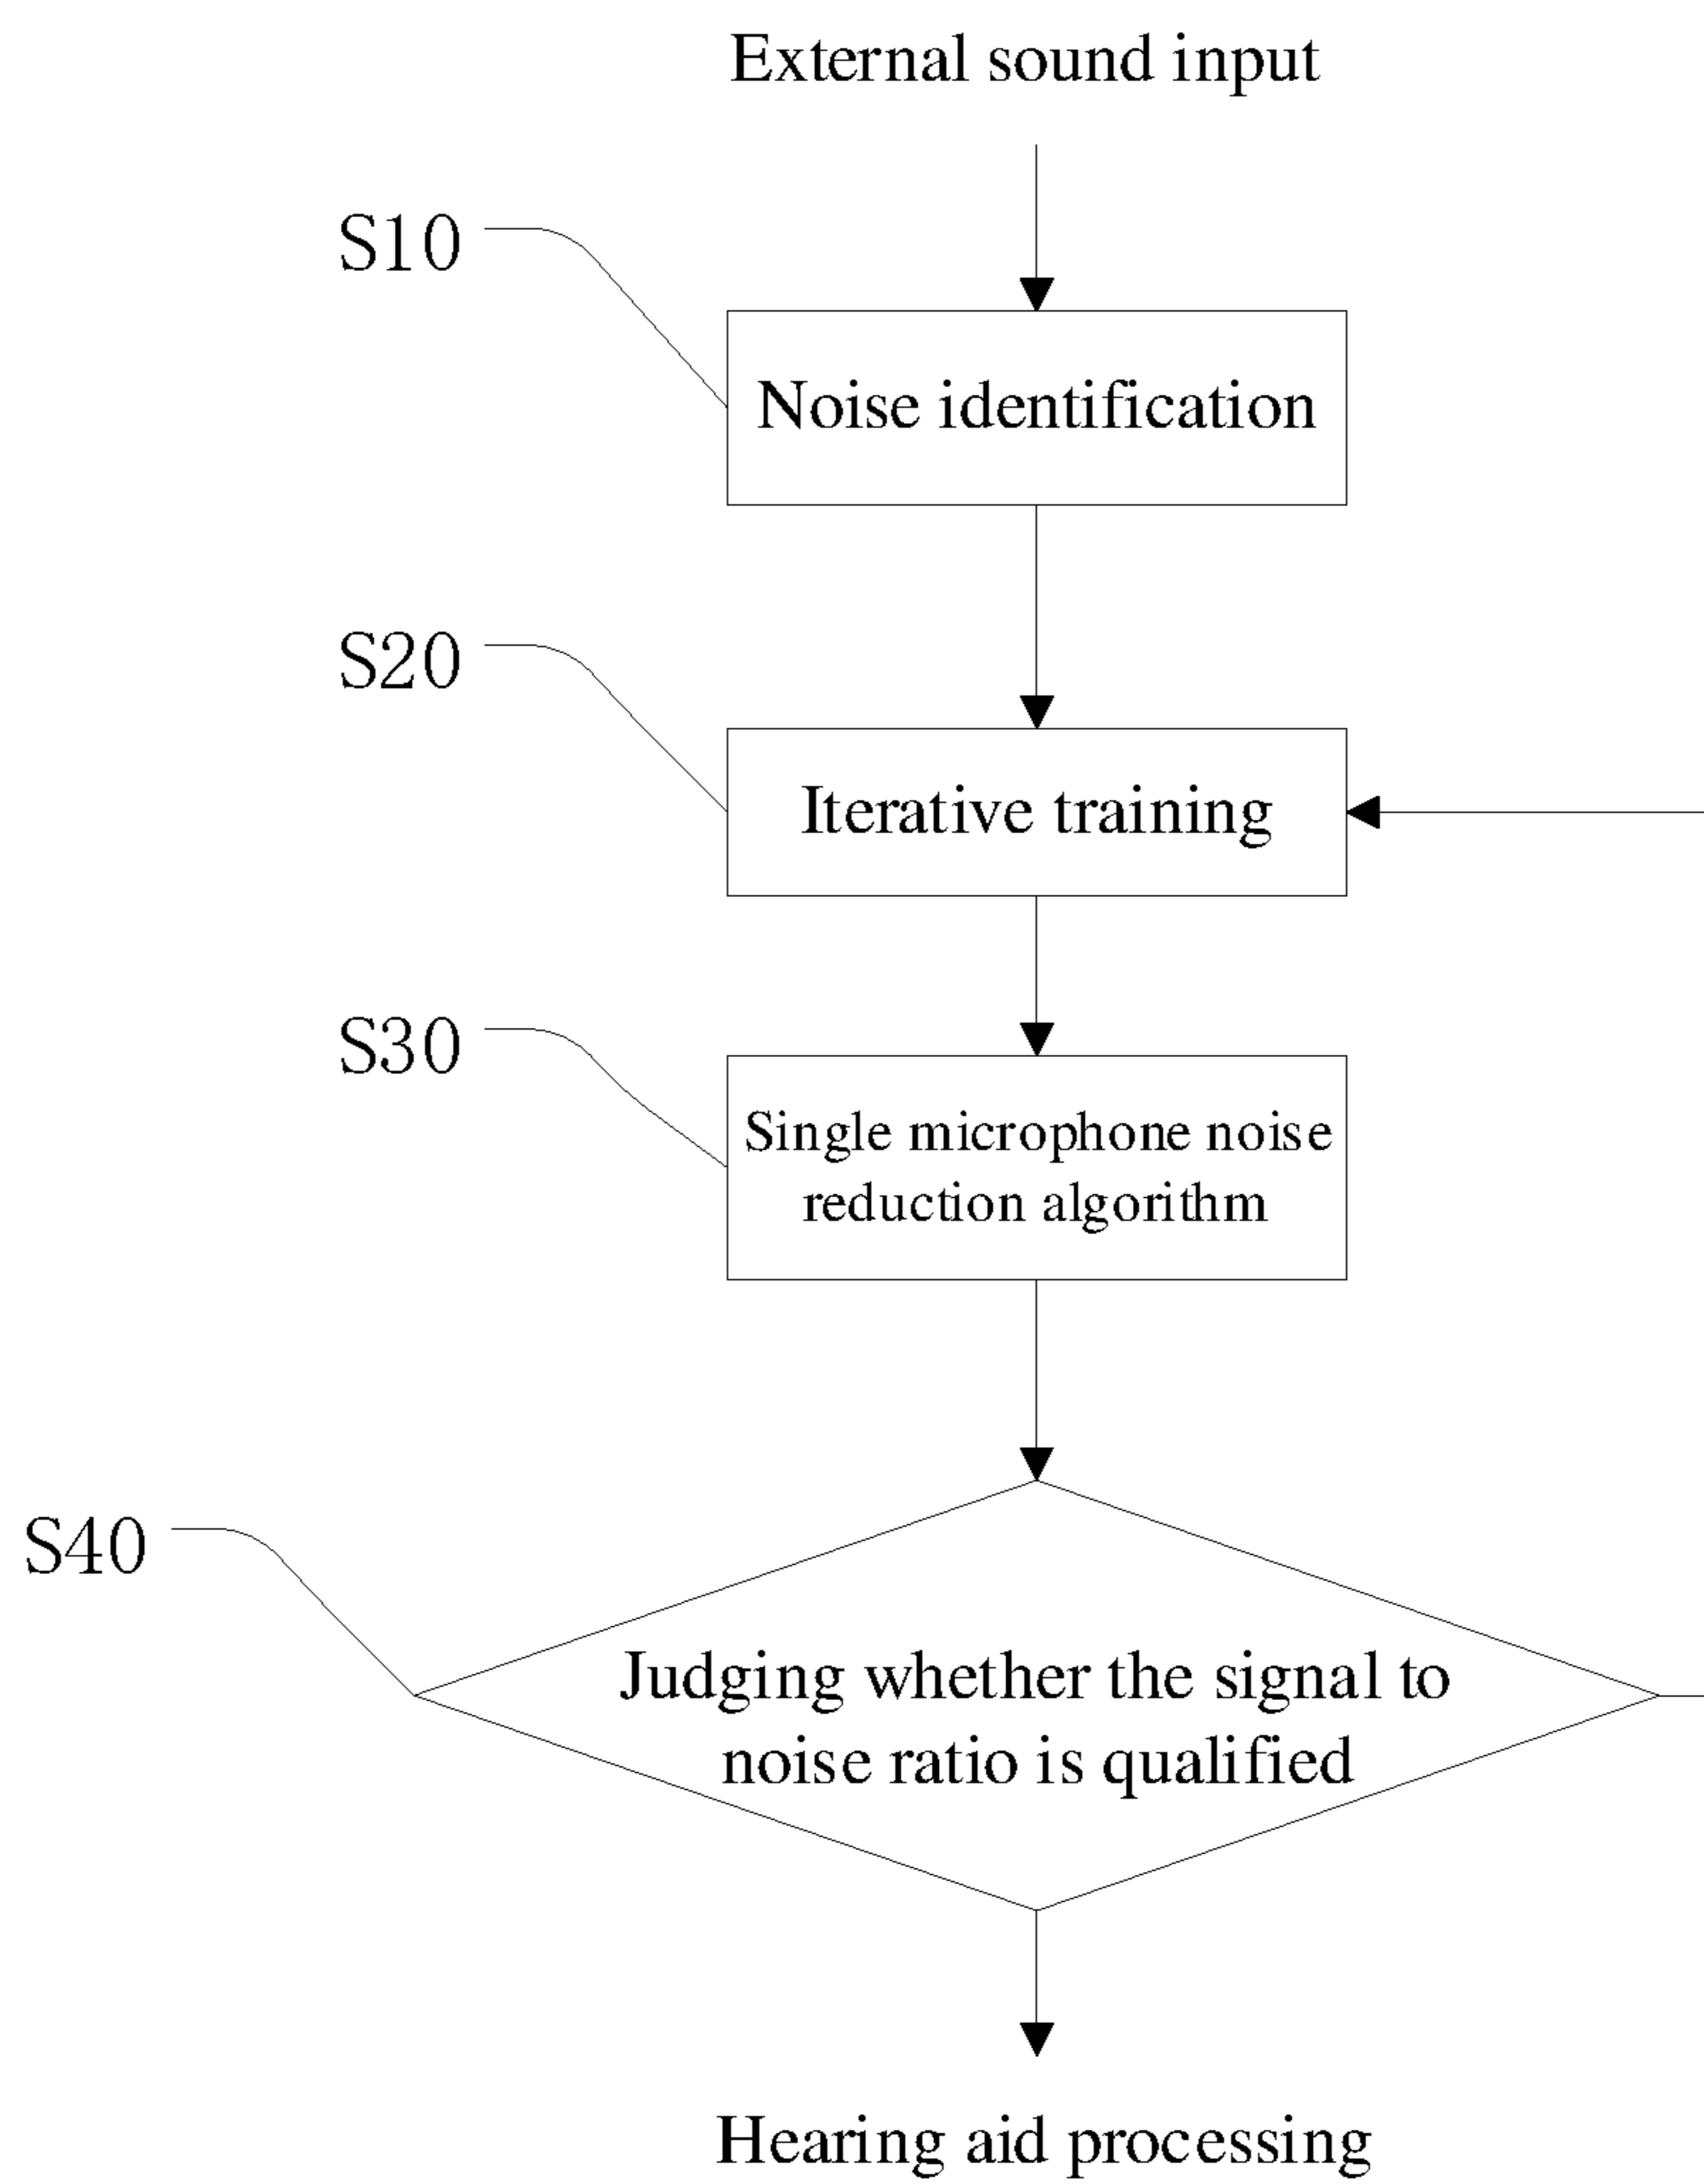 External sound input
S10
Noise identification
S20
Iterative training
S30
Single microphone noise
reduction algorithm
S40
Judging whether the signal to
noise ratio is qualified
Hearing aid processing